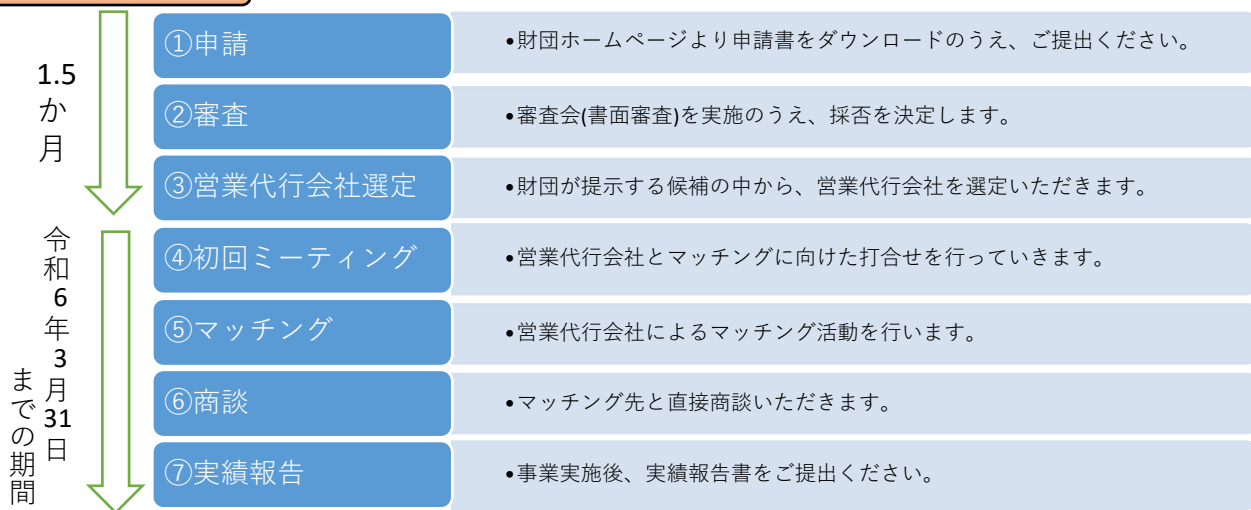 1.5か月
①申請
•財団ホームページより申請書をダウンロードのうえ、ご提出ください。
②審査
•審査会(書面審査)を実施のうえ、採否を決定します。
③営業代行会社選定
•財団が提示する候補の中から、営業代行会社を選定いただきます。
令和6年3月31日
までの期間
④初回ミーティング
•営業代行会社とマッチングに向けた打合せを行っていきます。
⑤マッチング
•営業代行会社によるマッチング活動を行います。
⑥商談
•マッチング先と直接商談いただきます。
⑦実績報告
•事業実施後、実績報告書をご提出ください。